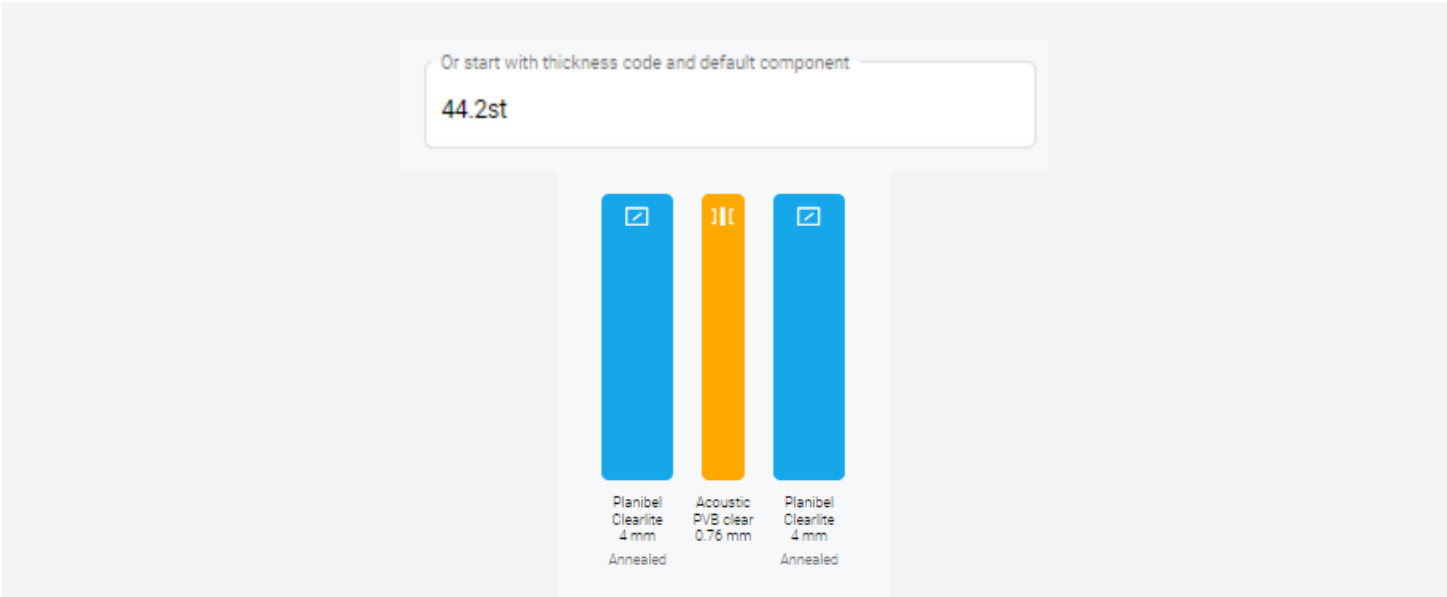 Or start with thickness code and default component
44.2st
Planibel
Clearlite
4 mm
Annealed
Acoustic
PVB clear
0.76 mm
Planibel
Clearlite
4 mm
Annealed